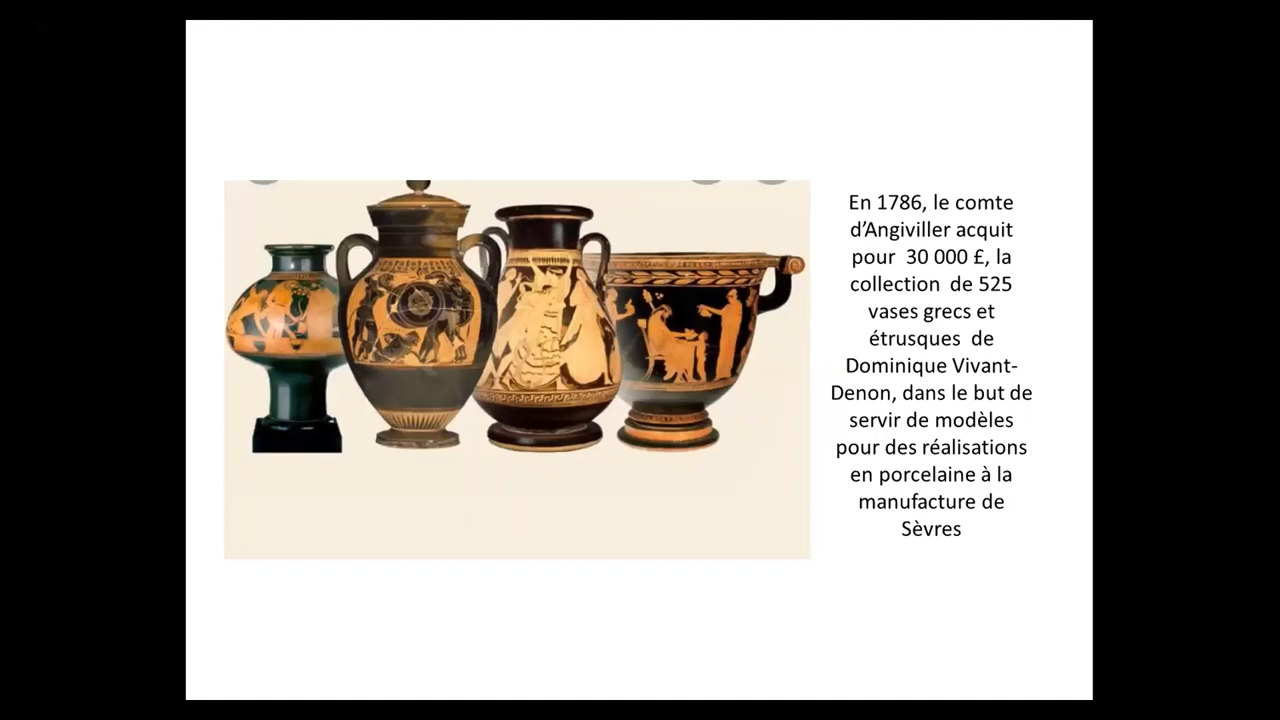 En 1786, le comte
d’Angiviller acquit
pour  30 000 £, la
collection  de 525
vases grecs et
étrusques  de
Dominique Vivant-
Denon, dans le but de
servir de modèles
pour des réalisations
en porcelaine à la
manufacture de
Sèvres